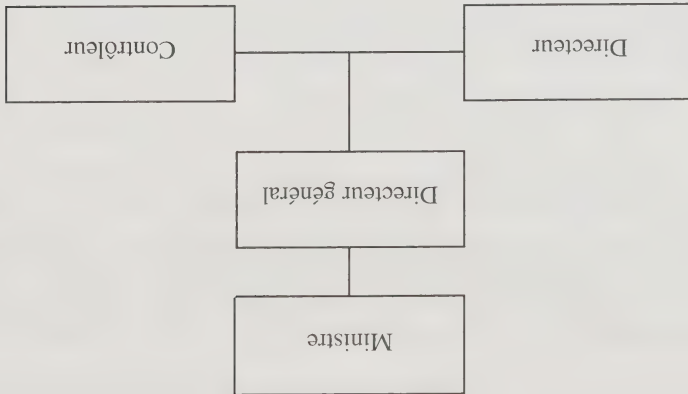 Ministre
Directeur général
Directeur
Contrôleur